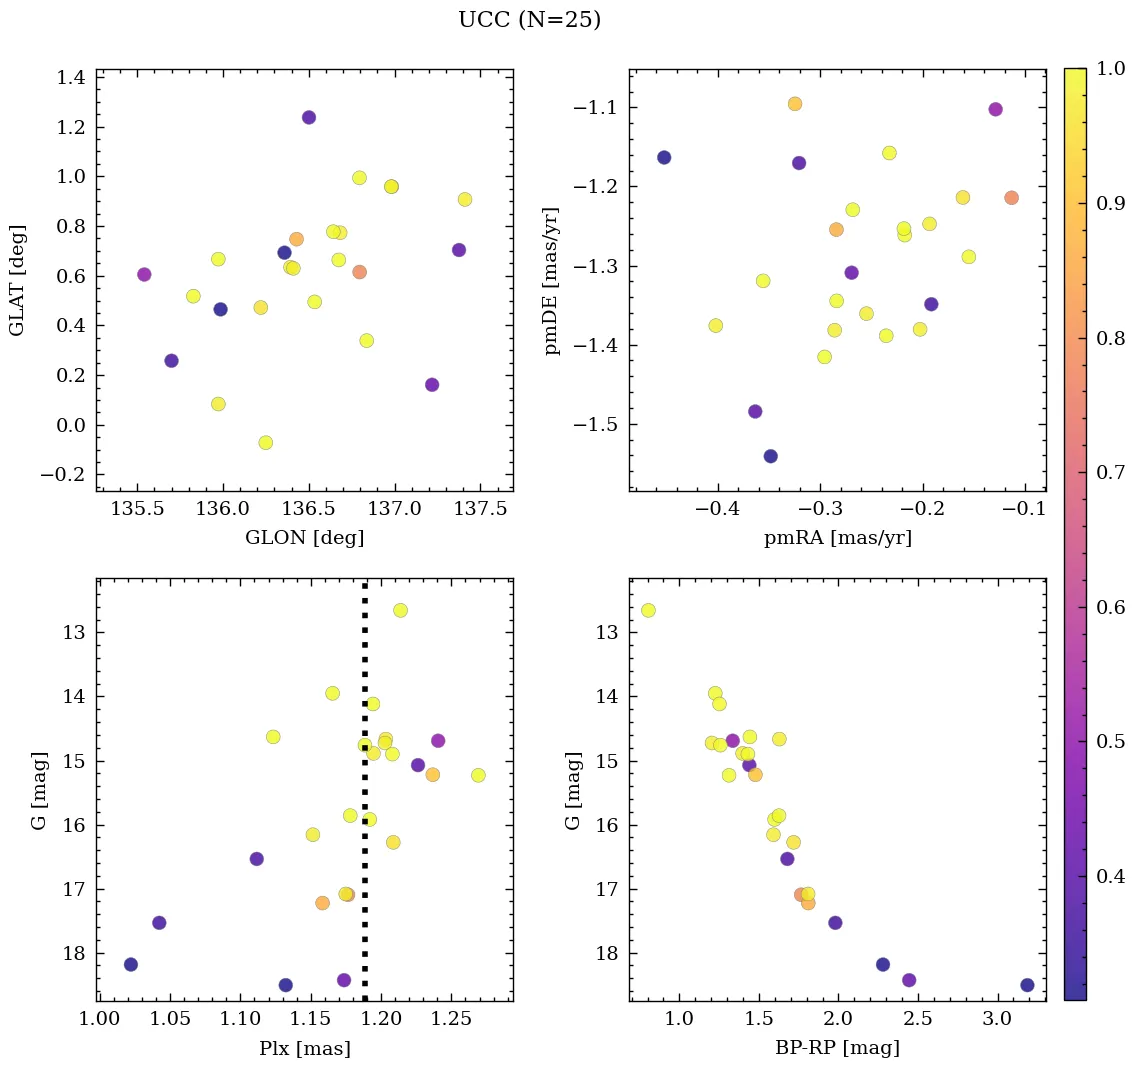 UCC (N=25)
1.4
1.2
1.0
0.8
0.6
0.4
0.2
0.0
−0.2
GLAT [deg]
135.5 136.0 136.5 137.0 137.5
GLON [deg]
−1.1
−1.2
−1.3
−1.4
−1.5
pmDE [mas/yr]
−0.4 −0.3 −0.2 −0.1
pmRA [mas/yr]
1.0
0.9
0.8
0.7
0.6
0.5
0.4
13
14
15
16
17
18
G [mag]
1.00 1.05 1.10 1.15 1.20 1.25
Plx [mas]
13
14
15
16
17
18
G [mag]
1.0 1.5 2.0 2.5 3.0
BP-RP [mag]